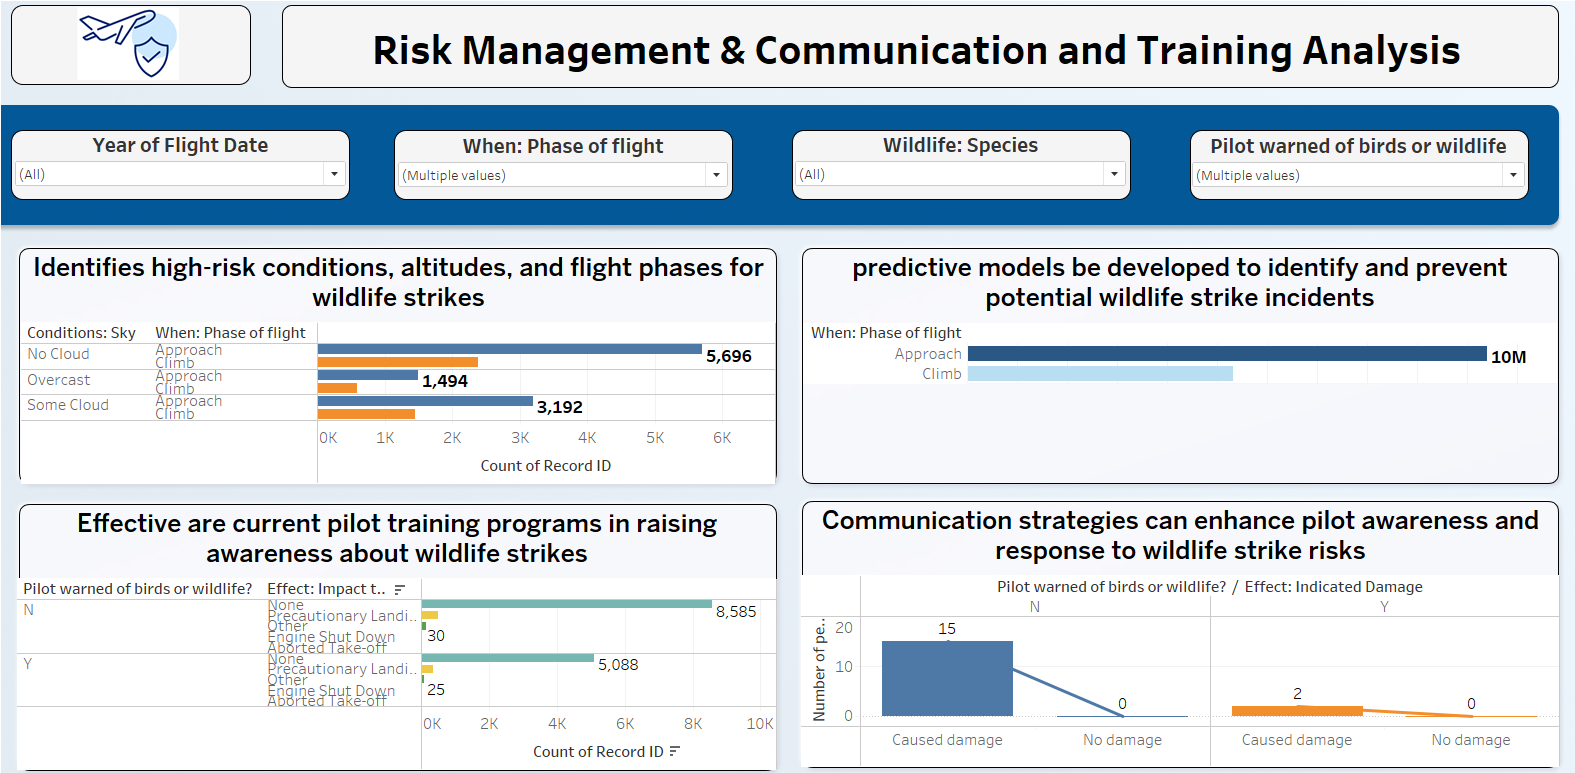 Risk Management & Communication and Training Analysis
Year of Flight Date
(All)
When: Phase of flight
(Multiple values)
Wildlife: Species
(All)
Pilot warned of birds or wildlife
(Multiple values)
Identifies high-risk conditions, altitudes, and flight phases for
wildlife strikes
Conditions: Sky When: Phase of flight
No Cloud Approach 5,696
Climb
Overcast Approach 1,494
Climb
Some Cloud Approach 3,192
Climb
0K 1K 2K 3K 4K 5K 6K
Count of Record ID
predictive models be developed to identify and prevent
potential wildlife strike incidents
When: Phase of flight
Approach 10M
Climb
Effective are current pilot training programs in raising
awareness about wildlife strikes
Pilot warned of birds or wildlife? Effect: Impact t..
N None 8,585
Precautionary Landi..
Other
Engine Shut Down 30
Aborted Take-off
Y None 5,088
Precautionary Landi..
Other
Engine Shut Down 25
Aborted Take-off
0K 2K 4K 6K 8K 10K
Count of Record ID
Communication strategies can enhance pilot awareness and
response to wildlife strike risks
Pilot warned of birds or wildlife? / Effect: Indicated Damage
N Y
Number of pe..
20
10
0
15
0
2
0
Caused damage No damage Caused damage No damage